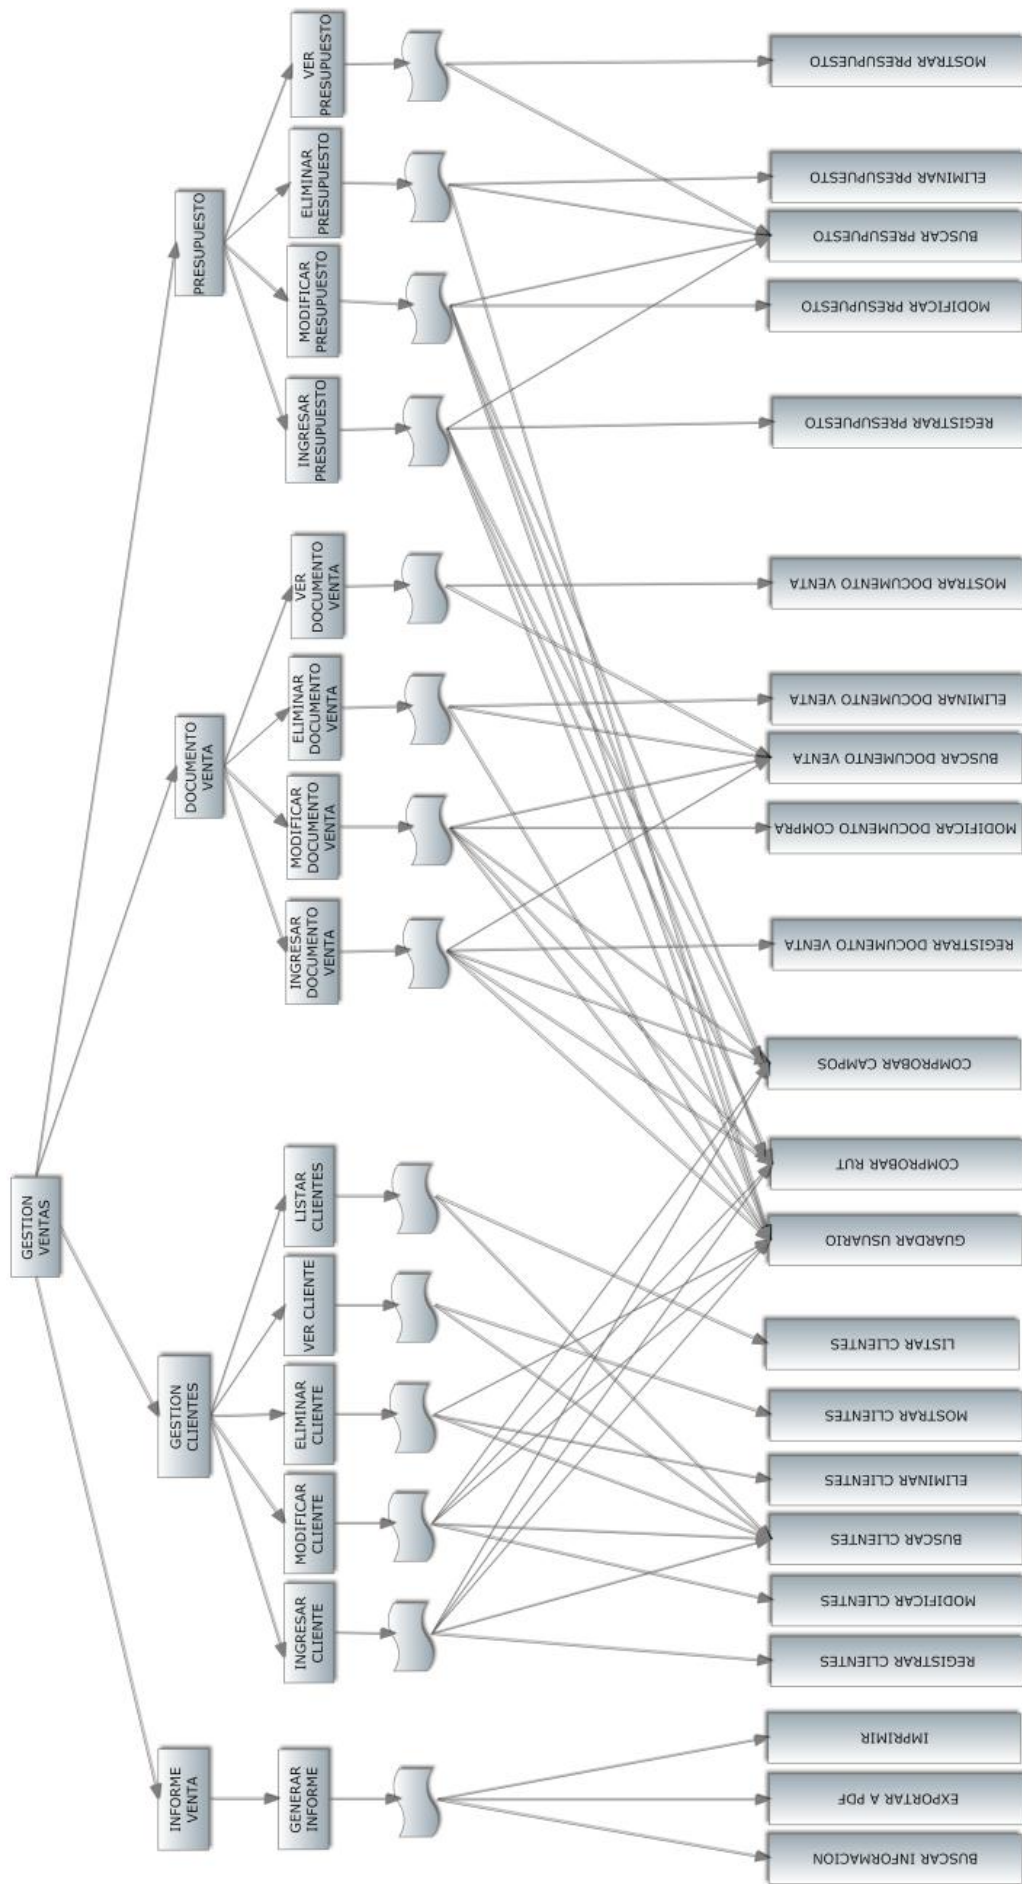 GESTION
VENTAS
INFORME
VENTA
GESTION
CLIENTES
DOCUMENTO
VENTA
PRESUPUESTO
GENERAR
INFORME
INGRESAR
CLIENTE
MODIFICAR
CLIENTE
ELIMINAR
CLIENTE
VER CLIENTE
LISTAR
CLIENTES
INGRESAR
DOCUMENTO
VENTA
MODIFICAR
DOCUMENTO
VENTA
ELIMINAR
DOCUMENTO
VENTA
VER
DOCUMENTO
VENTA
INGRESAR
PRESUPUESTO
MODIFICAR
PRESUPUESTO
ELIMINAR
PRESUPUESTO
VER
PRESUPUESTO
BUSCAR INFORMACION
EXPORTAR A PDF
IMPRIMIR
REGISTRAR CLIENTES
MODIFICAR CLIENTES
BUSCAR CLIENTES
ELIMINAR CLIENTES
MOSTRAR CLIENTES
LISTAR CLIENTES
GUARDAR USUARIO
COMPROBAR RUT
COMPROBAR CAMPOS
REGISTRAR DOCUMENTO VENTA
MODIFICAR DOCUMENTO COMPRA
BUSCAR DOCUMENTO VENTA
ELIMINAR DOCUMENTO VENTA
MOSTRAR DOCUMENTO VENTA
REGISTRAR PRESUPUESTO
MODIFICAR PRESUPUESTO
BUSCAR PRESUPUESTO
ELIMINAR PRESUPUESTO
MOSTRAR PRESUPUESTO